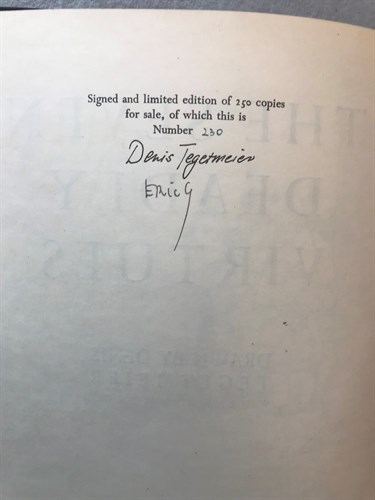 Signed and limited edition of 250 copies
for sale, of which this is
Number 230
Denis Tegetmeier
Eric G